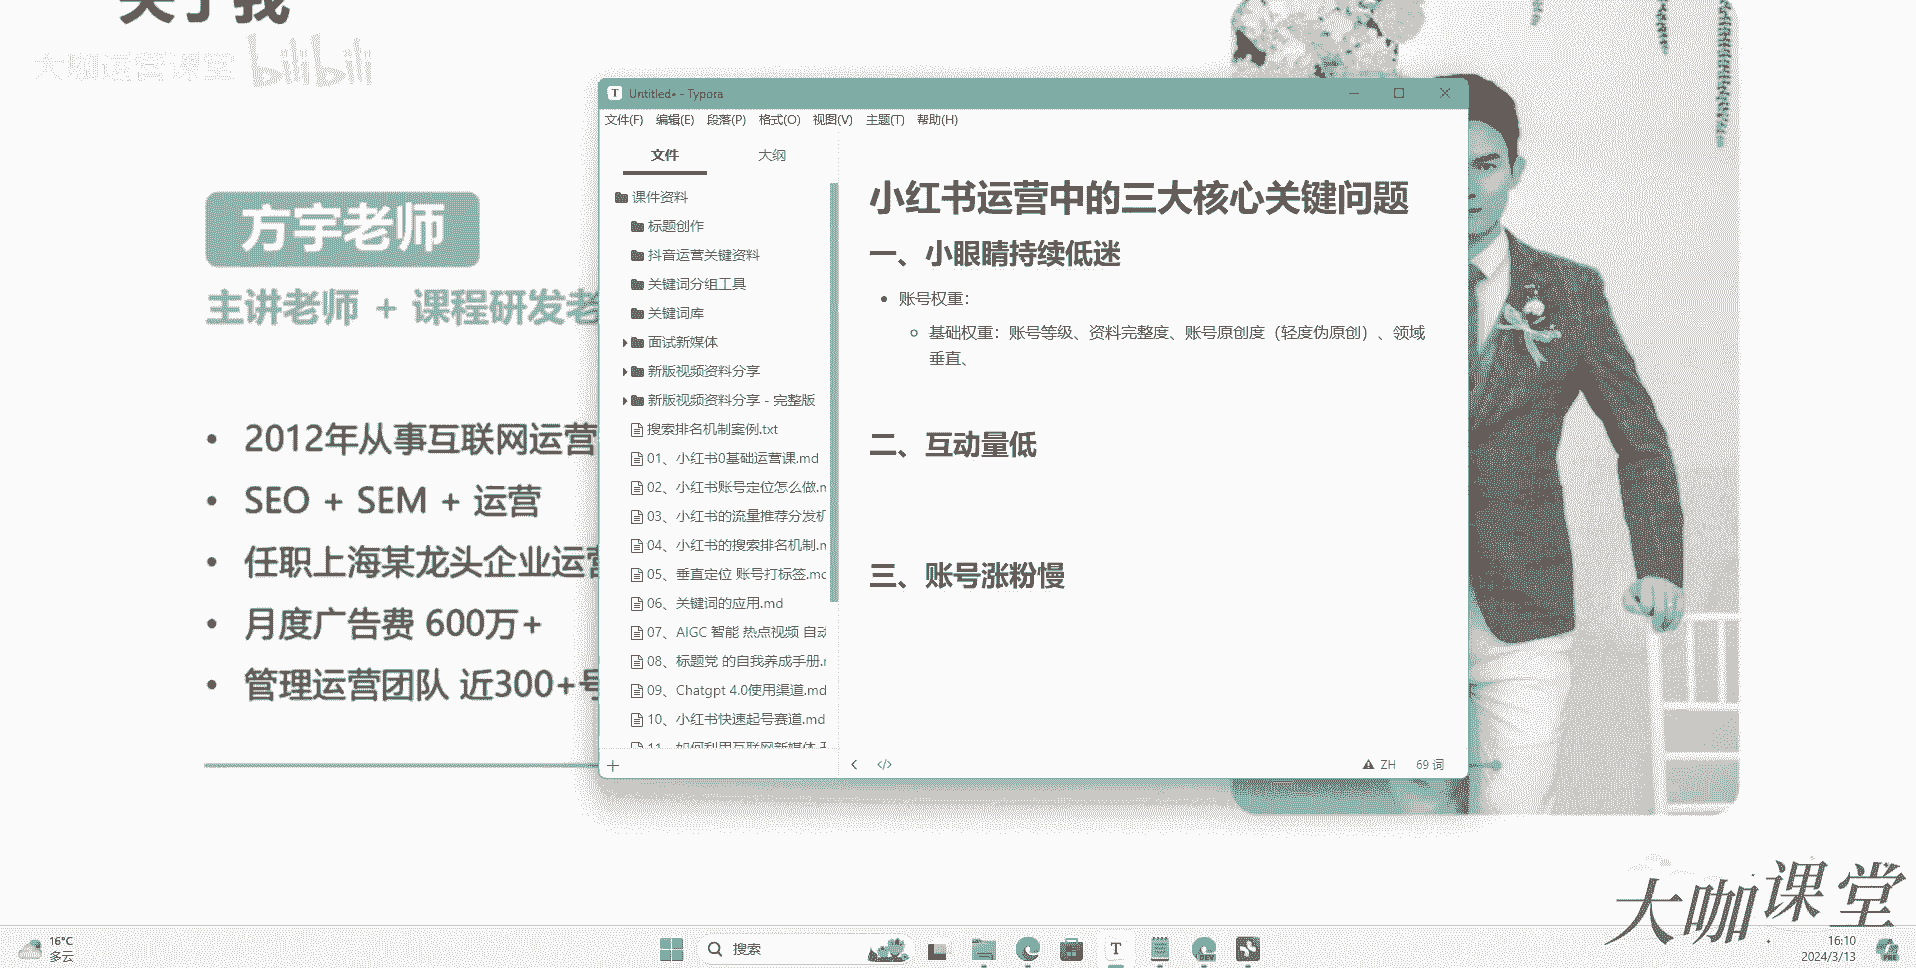 关于我
大咖运营课堂 bilibili
方宇老师
主讲老师 + 课程研发老
• 2012年从事互联网运营
• SEO + SEM + 运营
• 任职上海某龙头企业运营
• 月度广告费 600万+
• 管理运营团队 近300+号
T Untitled• - Typora
文件(F) 编辑(E) 段落(P) 格式(O) 视图(V) 主题(T) 帮助(H)
文件 大纲
课件资料
标题创作
抖音运营关键资料
关键词分组工具
关键词库
面试新媒体
新版视频资料分享
新版视频资料分享 - 完整版
搜索排名机制案例.txt
01、小红书0基础运营课.md
02、小红书账号定位怎么做.m
03、小红书的流量推荐分发机
04、小红书的搜索排名机制.m
05、垂直定位 账号打标签.md
06、关键词的应用.md
07、AIGC 智能 热点视频 自动
08、标题党 的自我养成手册.m
09、Chatgpt 4.0使用渠道.md
10、小红书快速起号赛道.md
11、如何利用互联网新媒体
小红书运营中的三大核心关键问题
一、小眼睛持续低迷
• 账号权重：
基础权重：账号等级、资料完整度、账号原创度（轻度伪原创）、领域
垂直、
二、互动量低
三、账号涨粉慢
ZH 69 词
大咖课堂
16°C
多云
搜索
T
DEV
16:10
2024/3/13
PRE